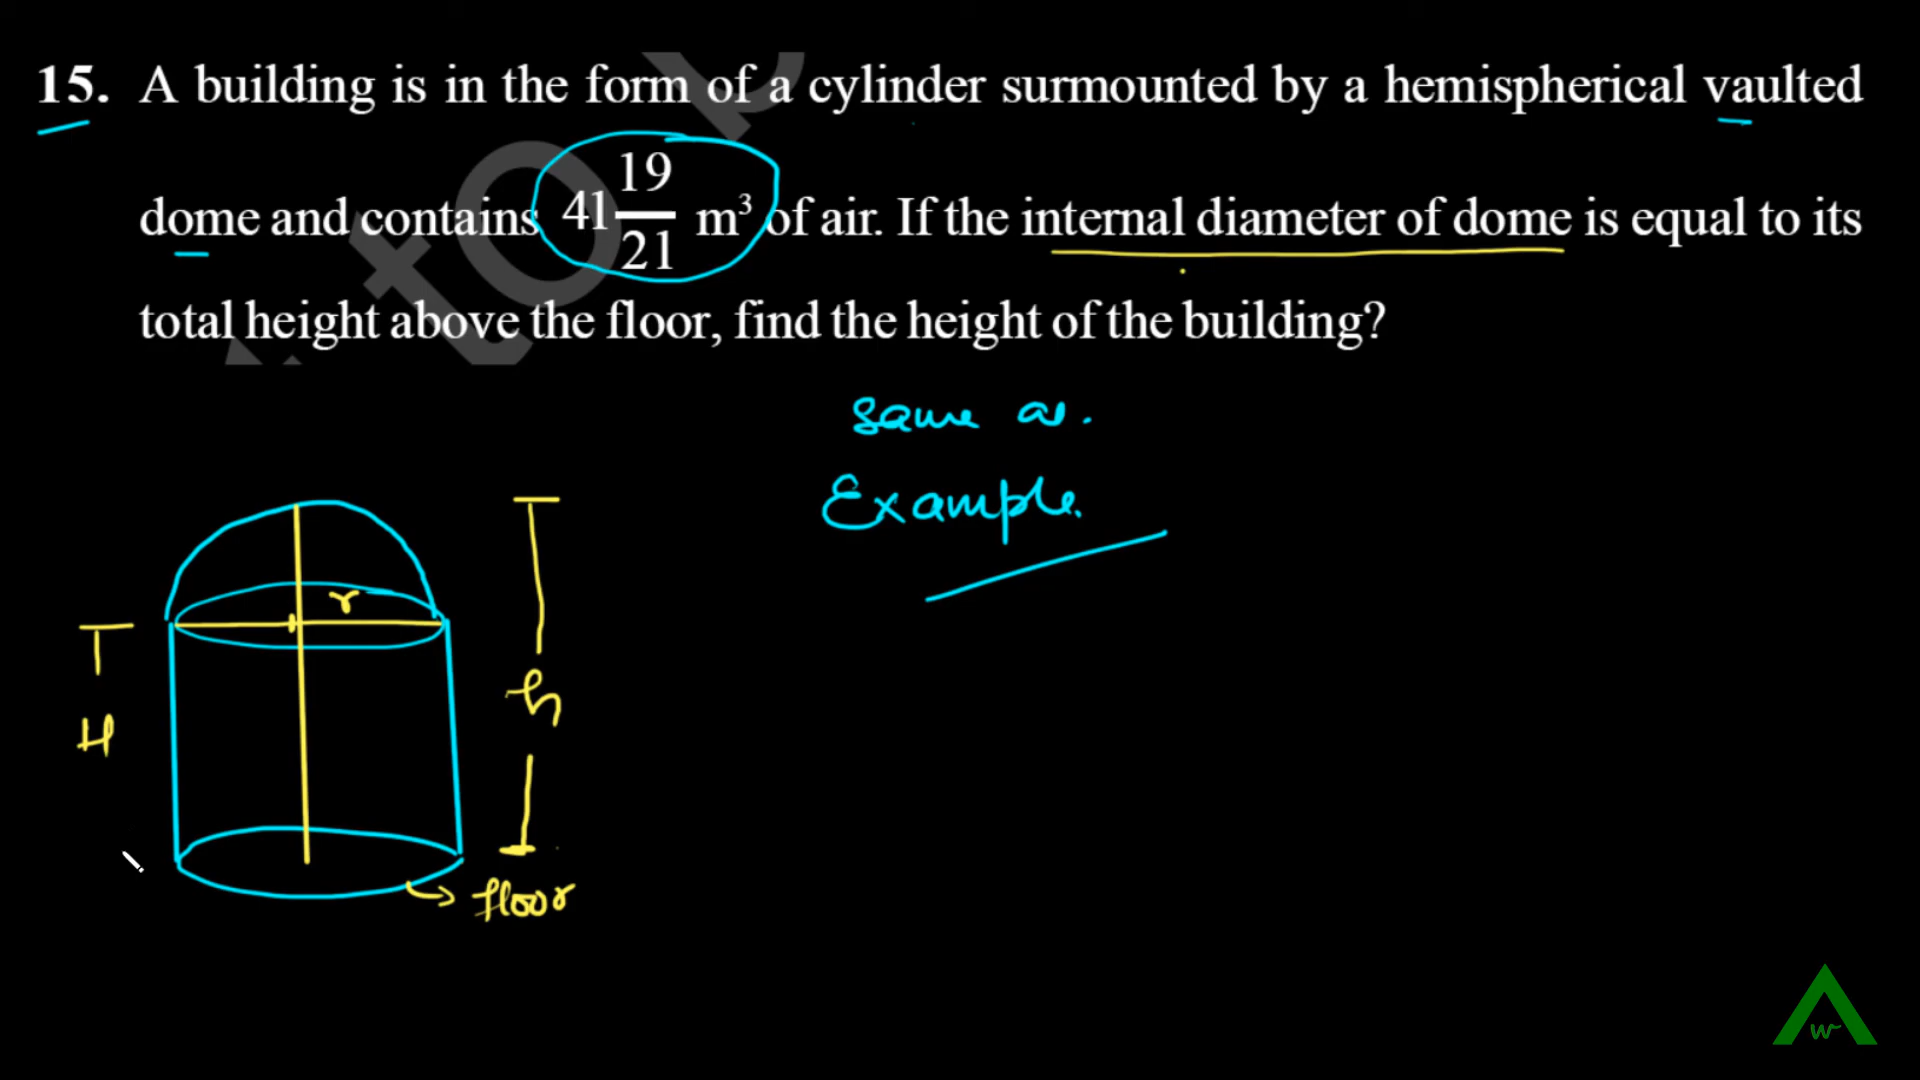 15. A building is in the form of a cylinder surmounted by a hemispherical vaulted
dome and contains 41 19/21 m³ of air. If the internal diameter of dome is equal to its
total height above the floor, find the height of the building?
same as.
Example.
r
H
h
floor
W